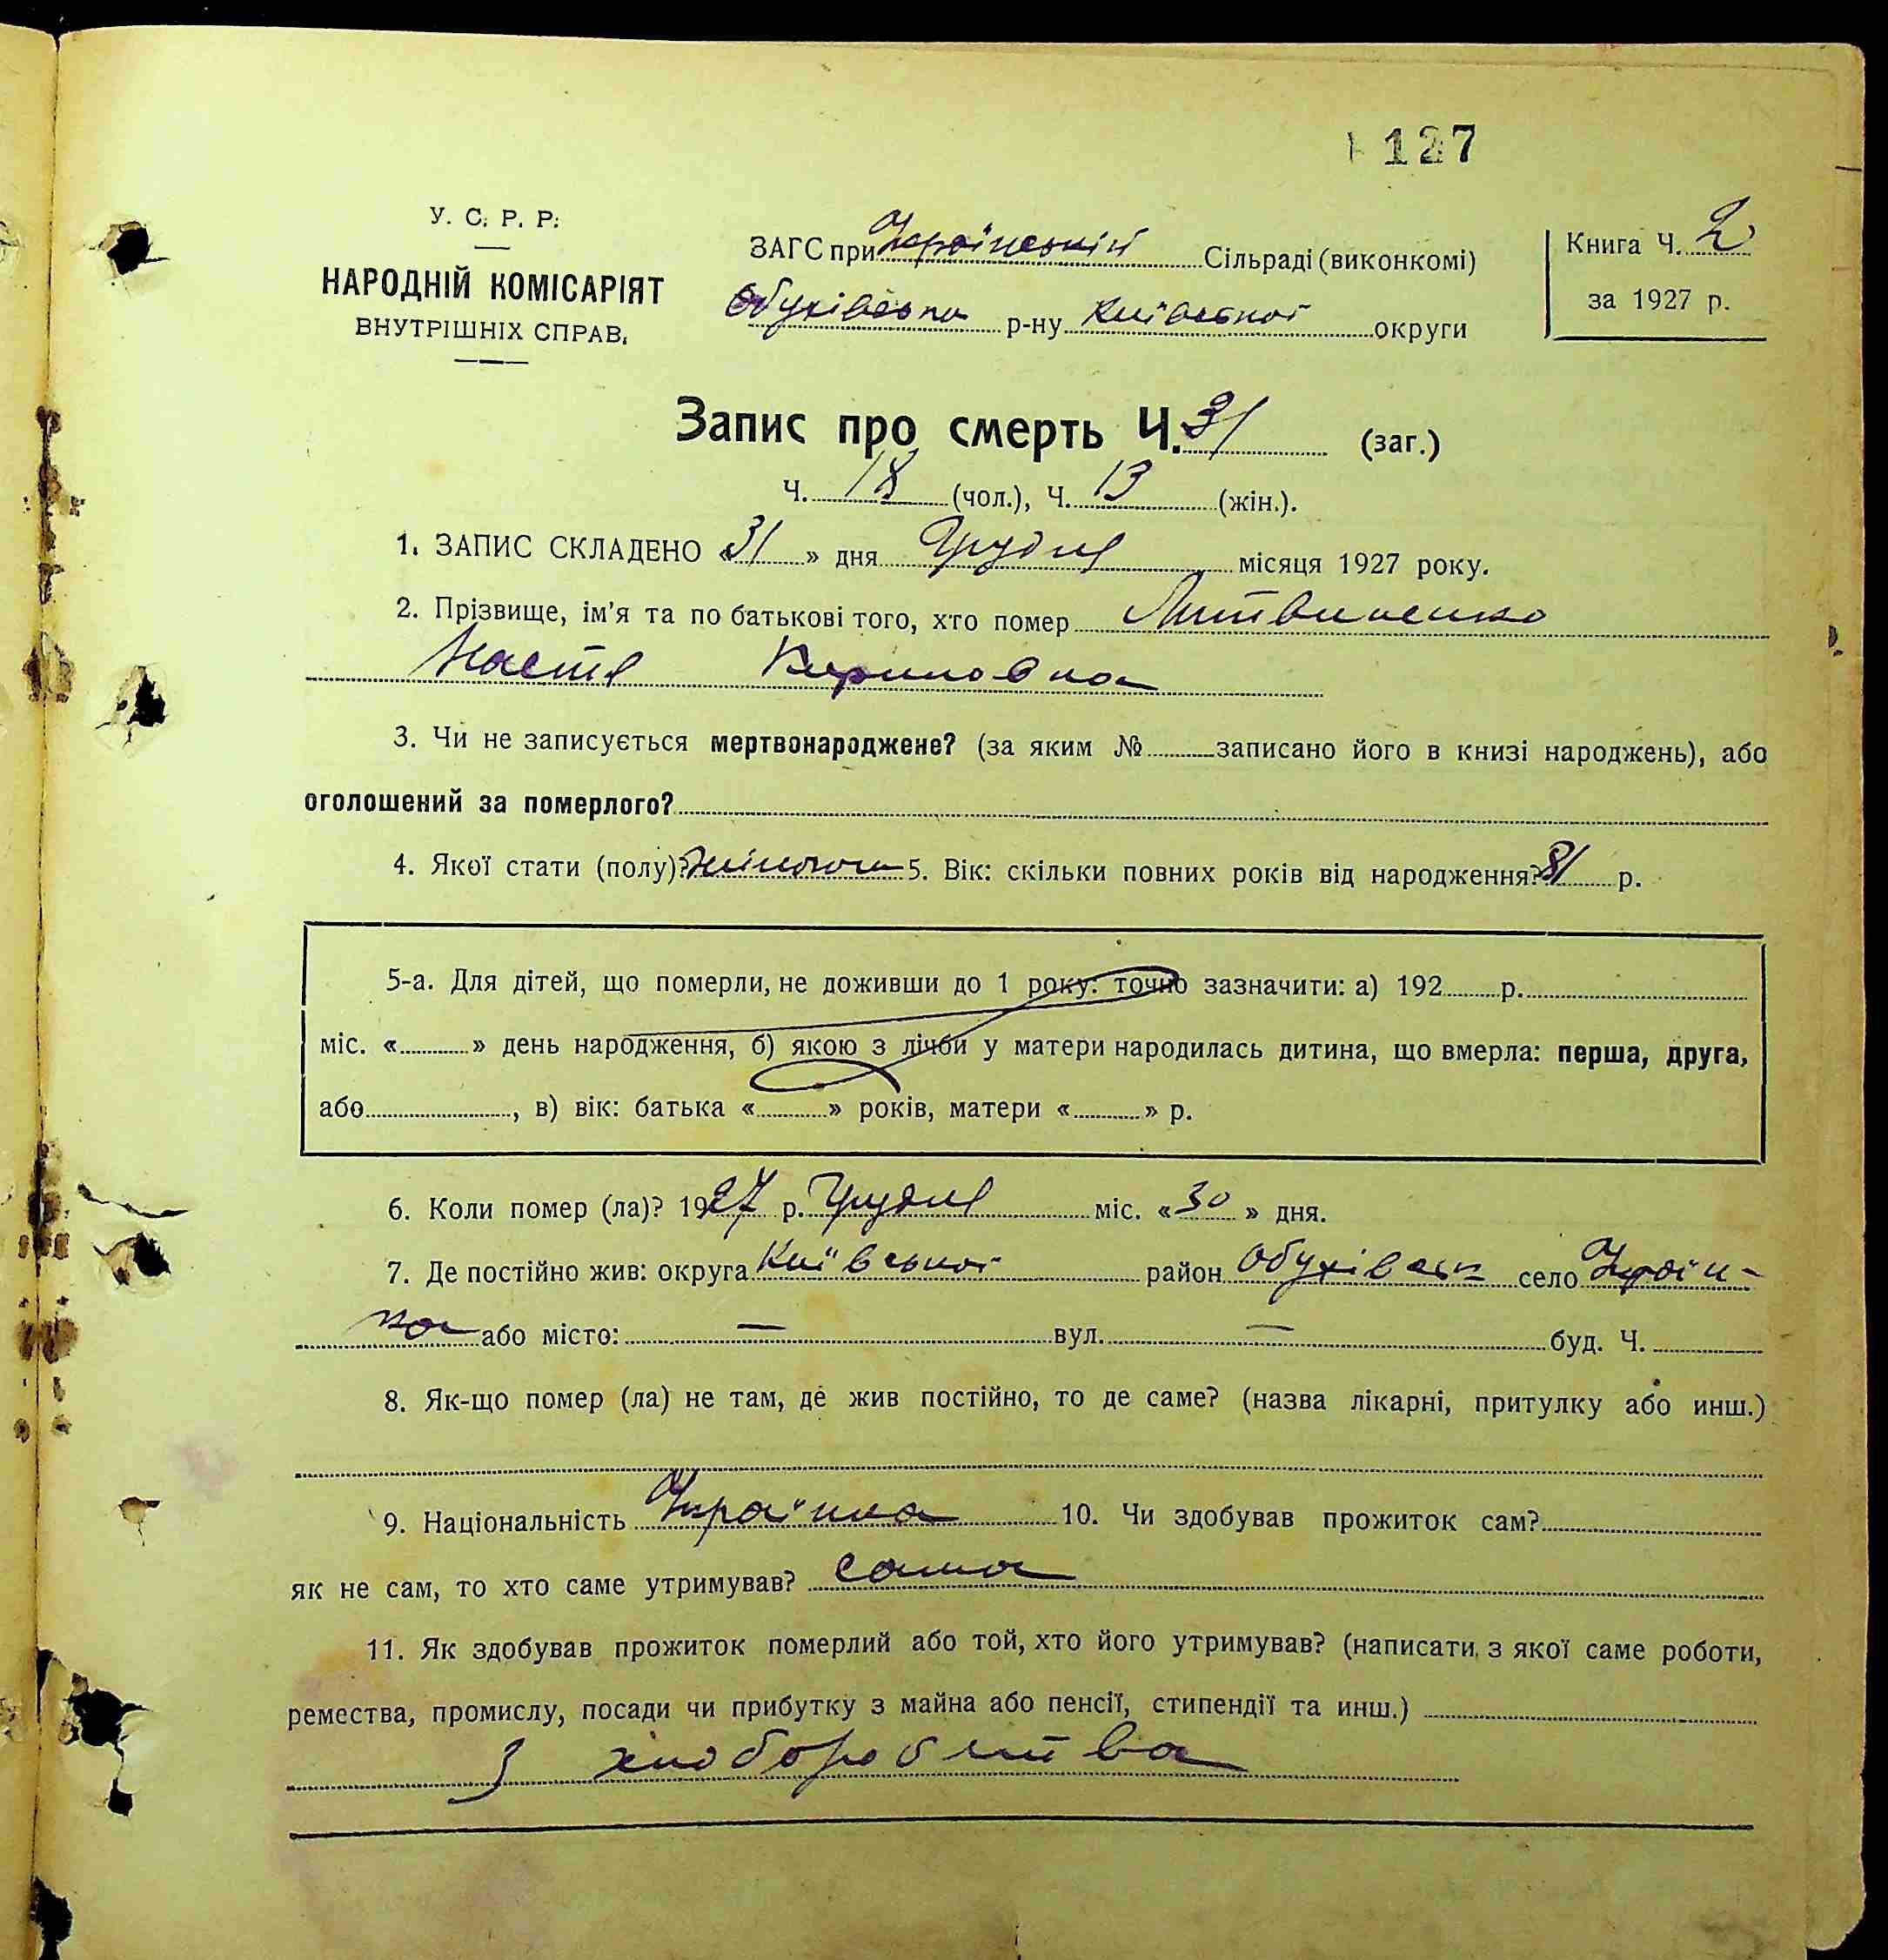 127
У. С. Р. Р.
НАРОДНІЙ КОМІСАРІЯТ
ВНУТРІШНІХ СПРАВ.
ЗАГС при Українській Сільраді (виконкомі)
Обухівськ р-ну Київської округи
Книга Ч. 2
за 1927 р.
Запис про смерть Ч. 31 (заг.)
Ч. 18 (чол.), Ч. 13 (жін.).
1. ЗАПИС СКЛАДЕНО «31» дня Грудня місяця 1927 року.
2. Прізвище, ім'я та по батькові того, хто помер Литвиненко
Настя Кириловна
3. Чи не записується мертвонароджене? (за яким № записано його в книзі народжень), або
оголошений за померлого?
4. Якої стати (полу)? жіноча 5. Вік: скільки повних років від народження? 81 р.
5-а. Для дітей, що померли, не доживши до 1 року: точно зазначити: а) 192 р.
міс. « » день народження, б) якою з лічби у матери народилась дитина, що вмерла: перша, друга,
або , в) вік: батька « » років, матери « » р.
6. Коли помер (ла)? 1927 р. Грудня міс. «30» дня.
7. Де постійно жив: округа Київської район Обухівськ село Україн-
ка або місто: — вул. — буд. Ч.
8. Як-що помер (ла) не там, де жив постійно, то де саме? (назва лікарні, притулку або инш.)
9. Національність Українка 10. Чи здобував прожиток сам?
як не сам, то хто саме утримував? сама
11. Як здобував прожиток померлий або той, хто його утримував? (написати з якої саме роботи,
ремества, промислу, посади чи прибутку з майна або пенсії, стипендії та инш.)
З хліборобства